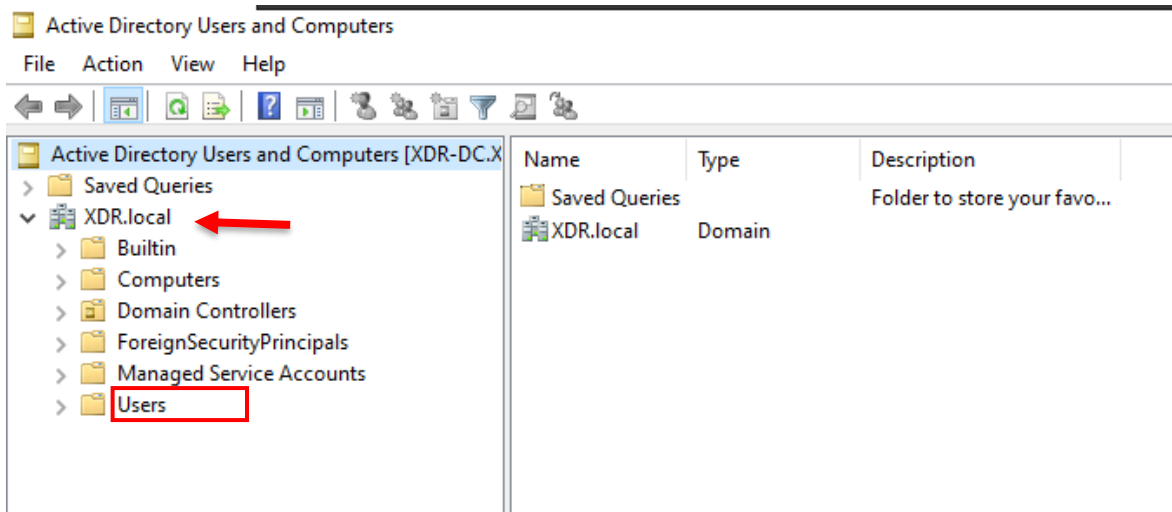 Active Directory Users and Computers
File Action View Help
Active Directory Users and Computers [XDR-DC.X
Saved Queries
XDR.local
Builtin
Computers
Domain Controllers
ForeignSecurityPrincipals
Managed Service Accounts
Users
Name Type Description
Saved Queries Folder to store your favo...
XDR.local Domain